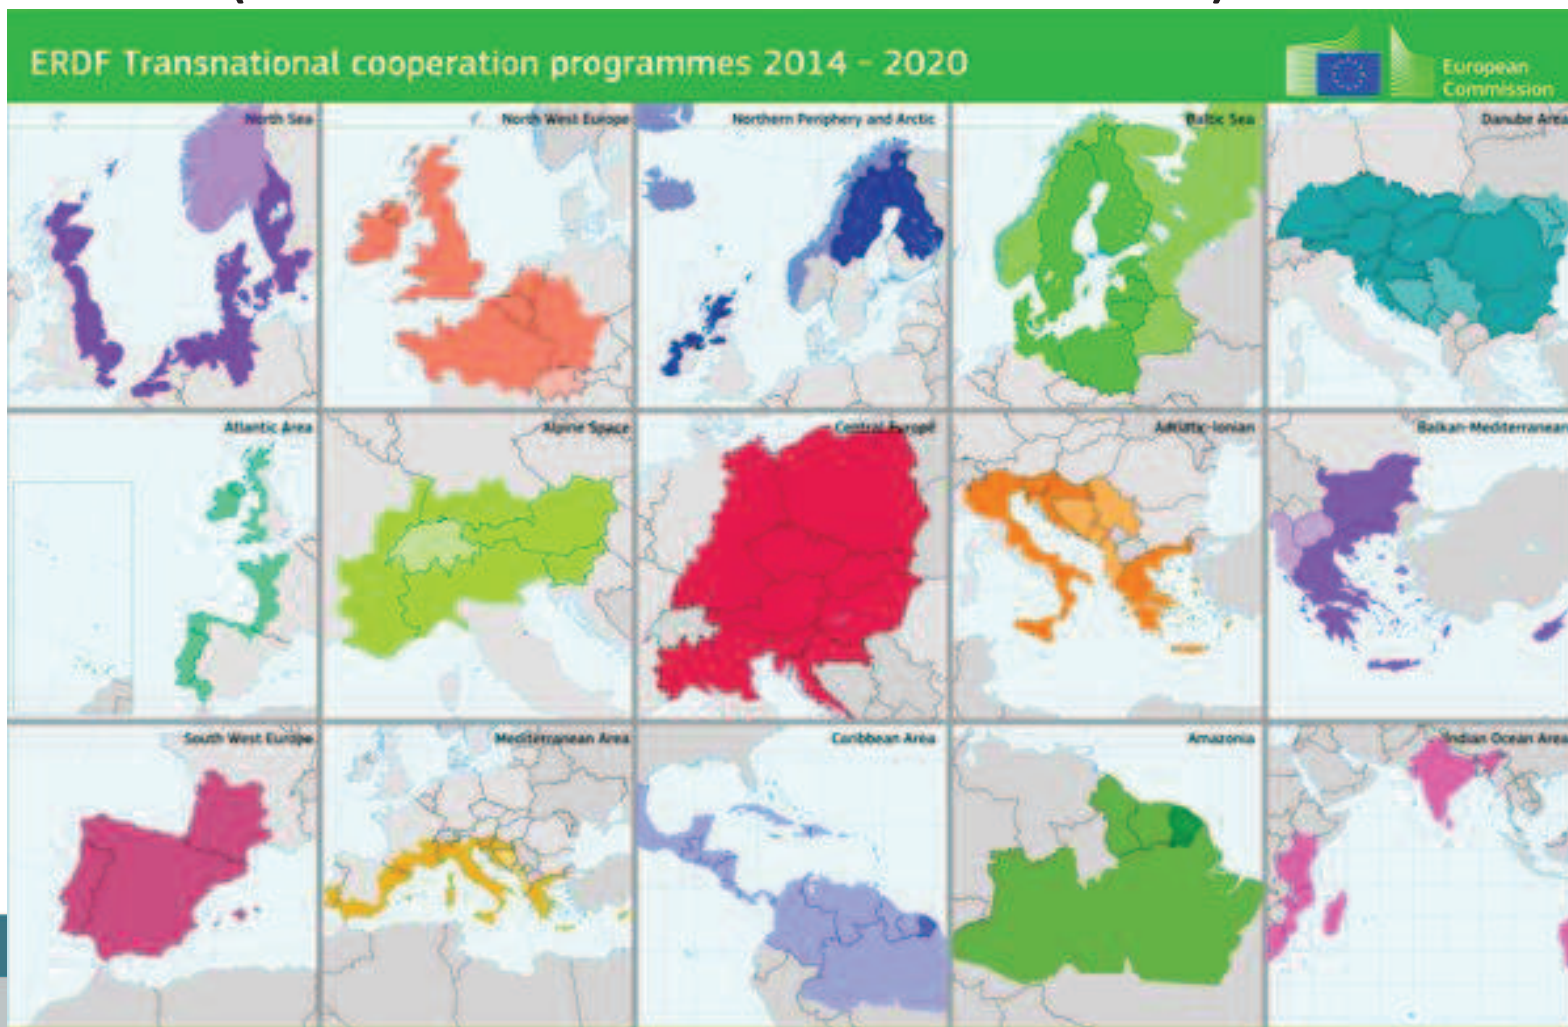 ERDF Transnational cooperation programmes 2014 - 2020
European
Commission
North Sea
North West Europe
Northern Periphery and Arctic
Baltic Sea
Danube Area
Atlantic Area
Alpine Space
Central Europe
Adriatic-Ionian
Balkan-Mediterranean
South West Europe
Mediterranean Area
Caribbean Area
Amazonia
Indian Ocean Area